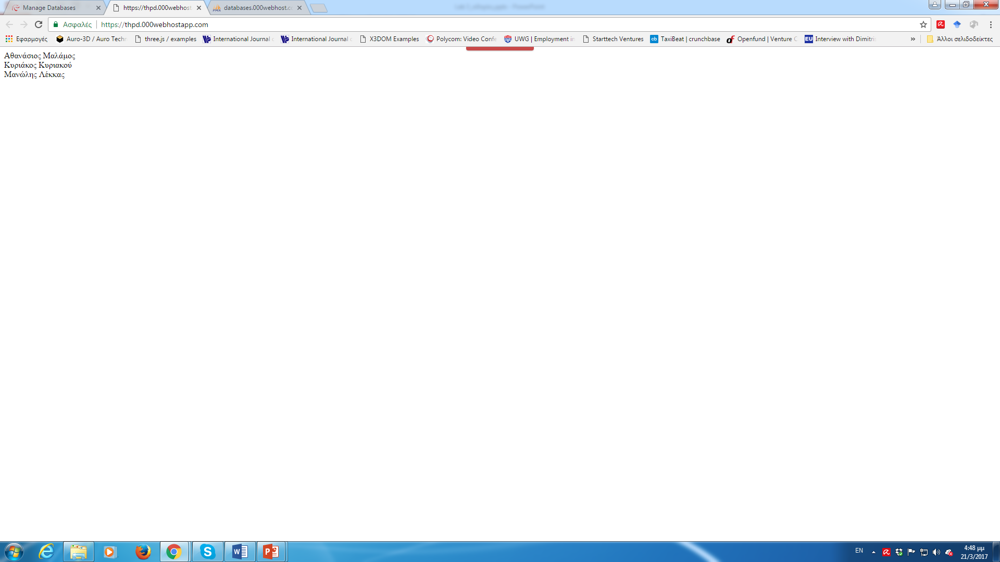 Manage Databases
https://thpd.000webhost
databases.000webhost.c
Ασφαλές
https://thpd.000webhostapp.com
Εφαρμογές
Auro-3D / Auro Techn
three.js / examples
International Journal
International Journal
X3DOM Examples
Polycom: Video Confe
UWG | Employment in
Starttech Ventures
TaxiBeat | crunchbase
Openfund | Venture C
Interview with Dimitris
»
Άλλοι σελιδοδείκτες
Αθανάσιος Μαλάμος
Κυριάκος Κυριακού
Μανώλης Λέκκας
EN
4:48 μμ
21/3/2017